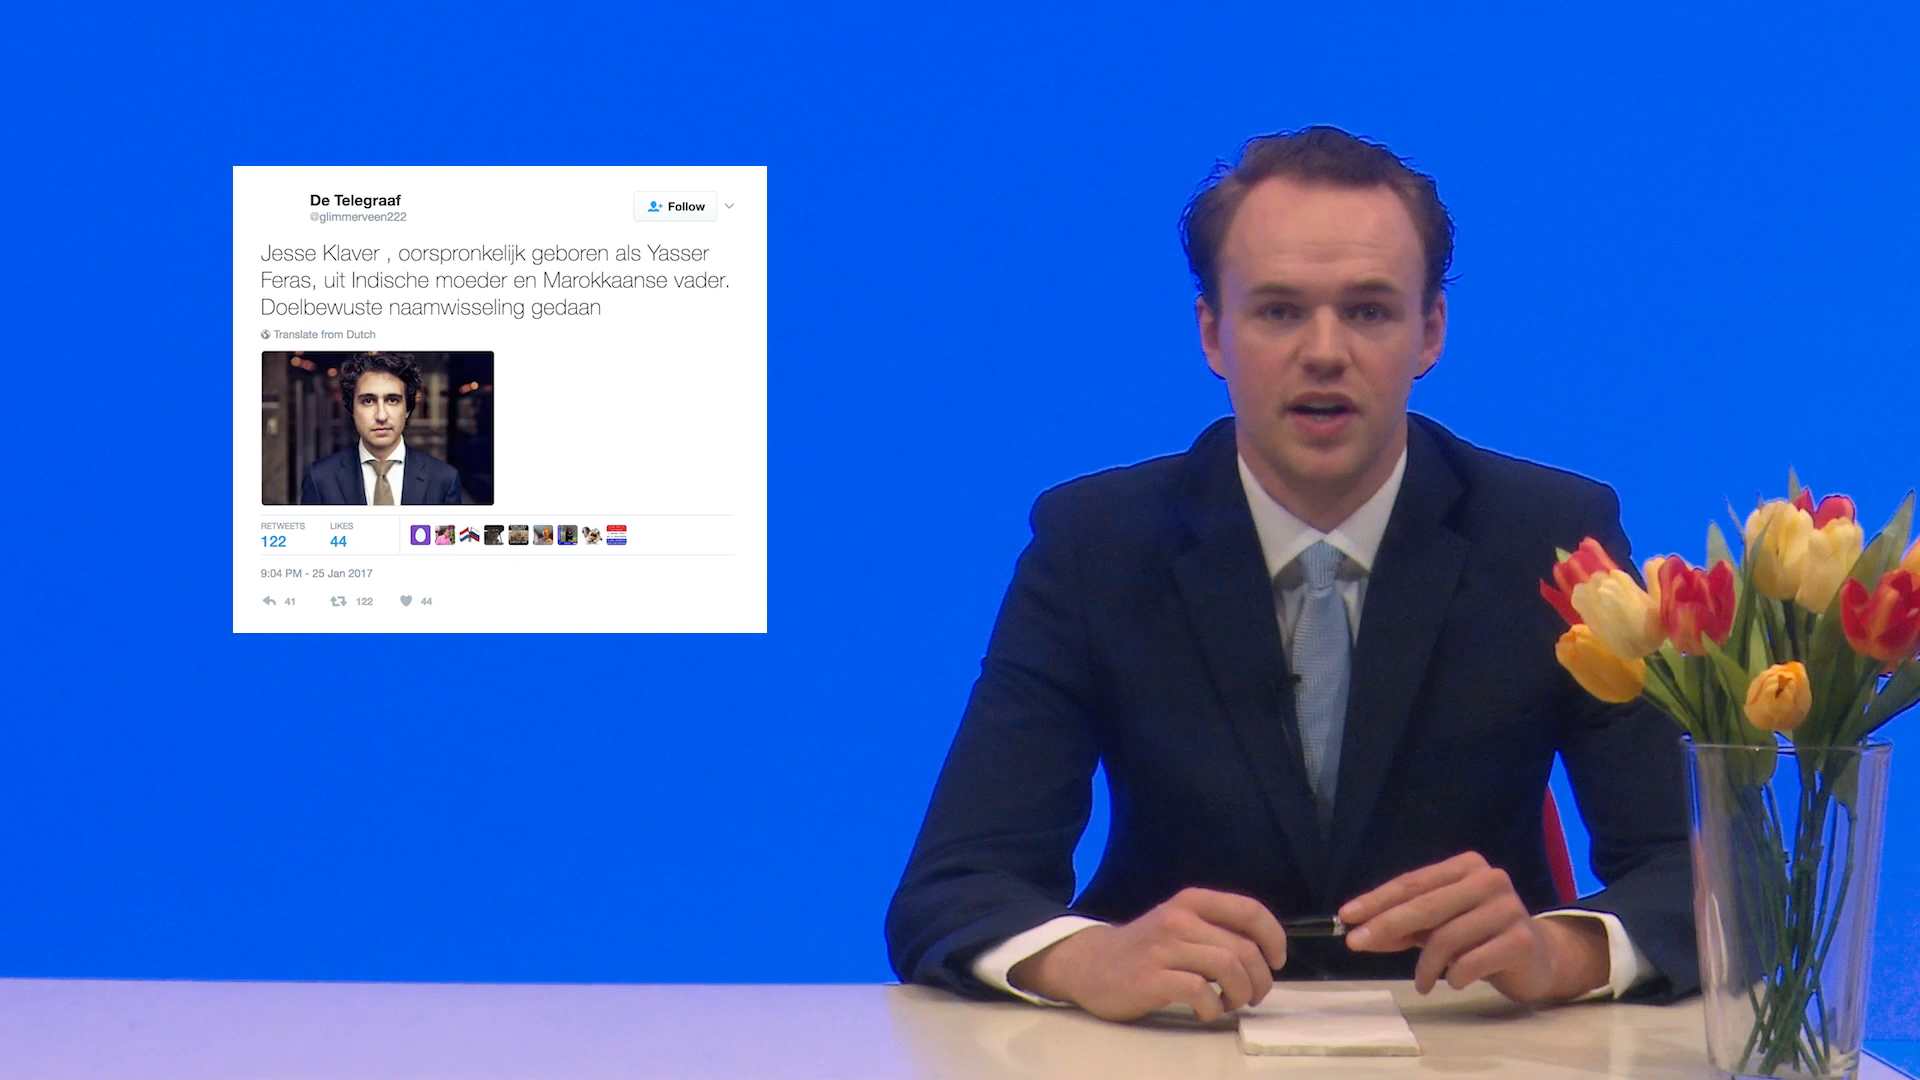 De Telegraaf
@glimmerveen222
Follow
Jesse Klaver , oorspronkelijk geboren als Yasser
Feras, uit Indische moeder en Marokkaanse vader.
Doelbewuste naamwisseling gedaan
Translate from Dutch
RETWEETS
LIKES
122
44
9:04 PM - 25 Jan 2017
41
122
44